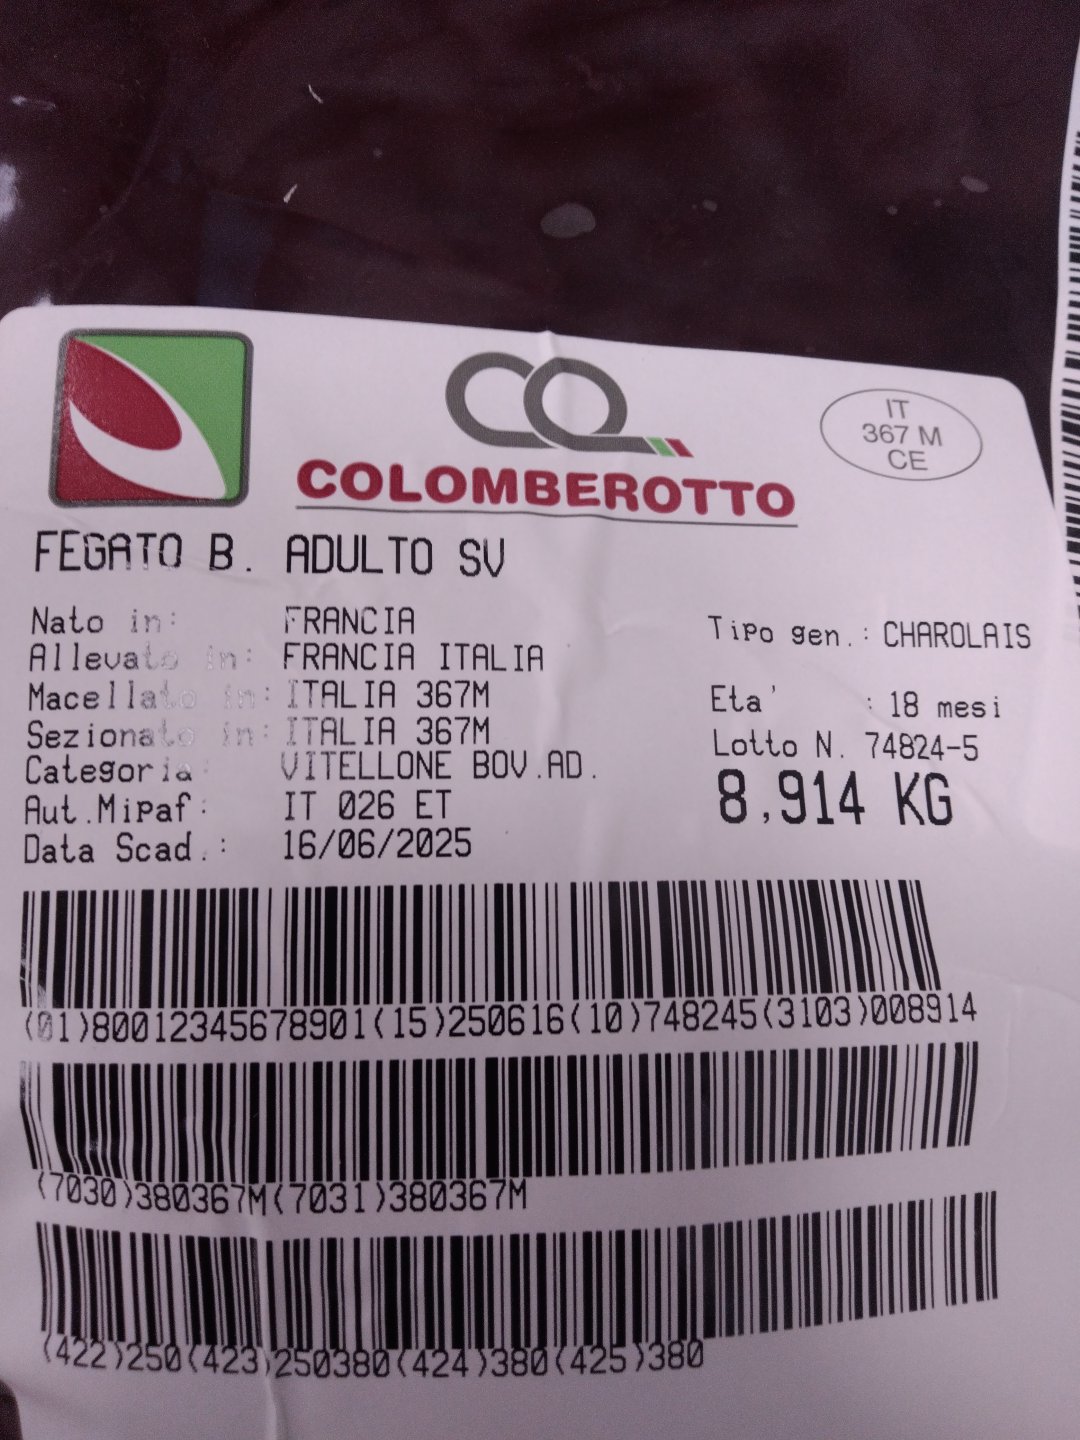 CQ
COLOMBEROTTO
IT
367 M
CE
FEGATO B. ADULTO SV
Nato in: FRANCIA
Tipo gen.: CHAROLAIS
Allevato in: FRANCIA ITALIA
Macellato in: ITALIA 367M
Eta' : 18 mesi
Sezionato in: ITALIA 367M
Lotto N. 74824-5
Categoria: VITELLONE BOV.AD.
8,914 KG
Aut.Mipaf: IT 026 ET
Data Scad.: 16/06/2025
(01)80012345678901(15)250616(10)748245(3103)008914
(7030)380367M(7031)380367M
(422)250(423)250380(424)380(425)380